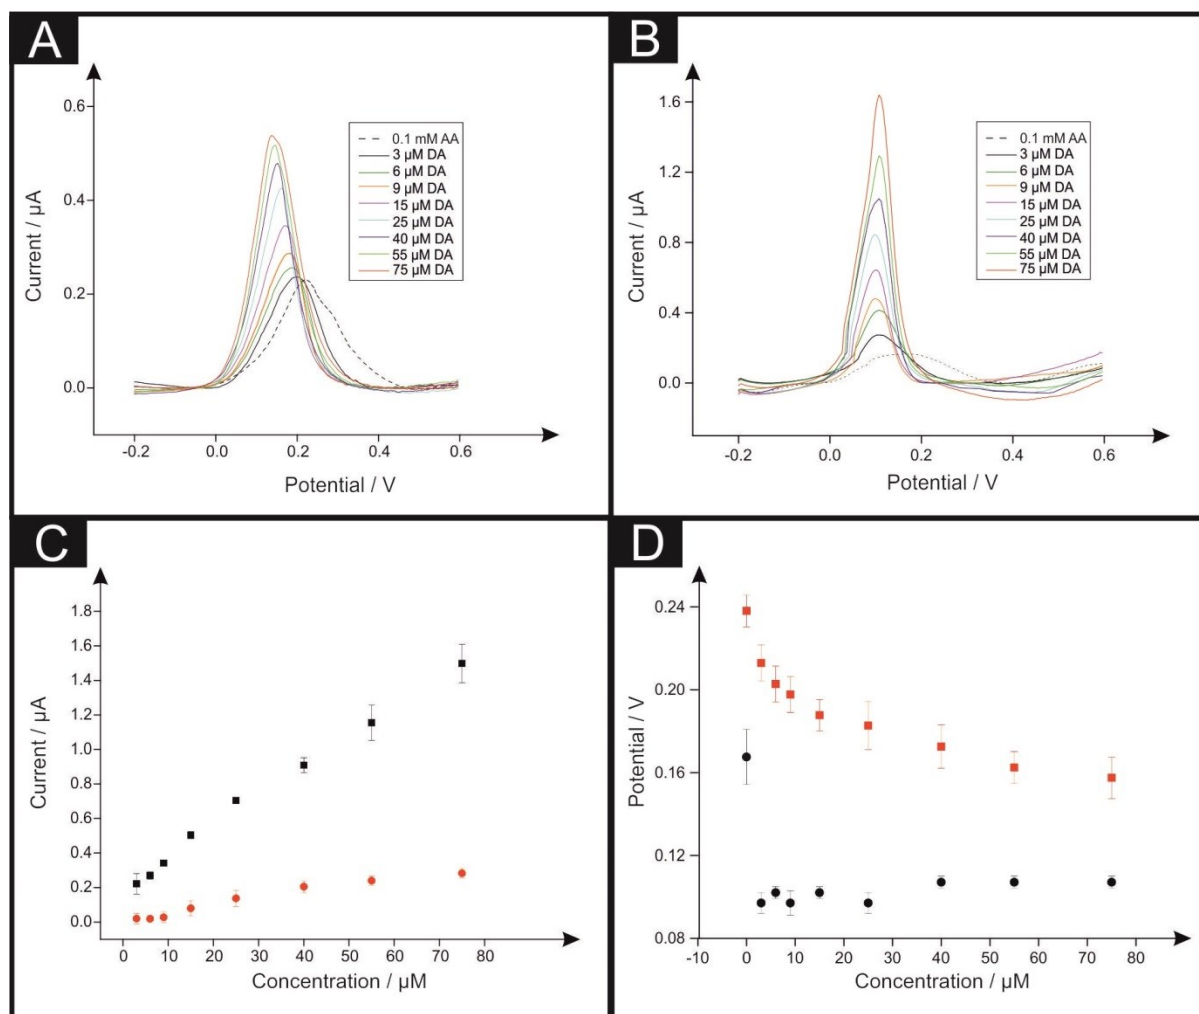 A
0.6
0.4
0.2
0.0
Current / µA
-0.2 0.0 0.2 0.4 0.6
Potential / V
0.1 mM AA
3 µM DA
6 µM DA
9 µM DA
15 µM DA
25 µM DA
40 µM DA
55 µM DA
75 µM DA
B
1.6
1.2
0.8
0.4
0.0
Current / µA
-0.2 0.0 0.2 0.4 0.6
Potential / V
0.1 mM AA
3 µM DA
6 µM DA
9 µM DA
15 µM DA
25 µM DA
40 µM DA
55 µM DA
75 µM DA
C
1.8
1.6
1.4
1.2
1.0
0.8
0.6
0.4
0.2
0.0
Current / µA
0 10 20 30 40 50 60 70 80
Concentration / µM
D
0.24
0.20
0.16
0.12
0.08
Potential / V
-10 0 10 20 30 40 50 60 70 80
Concentration / µM